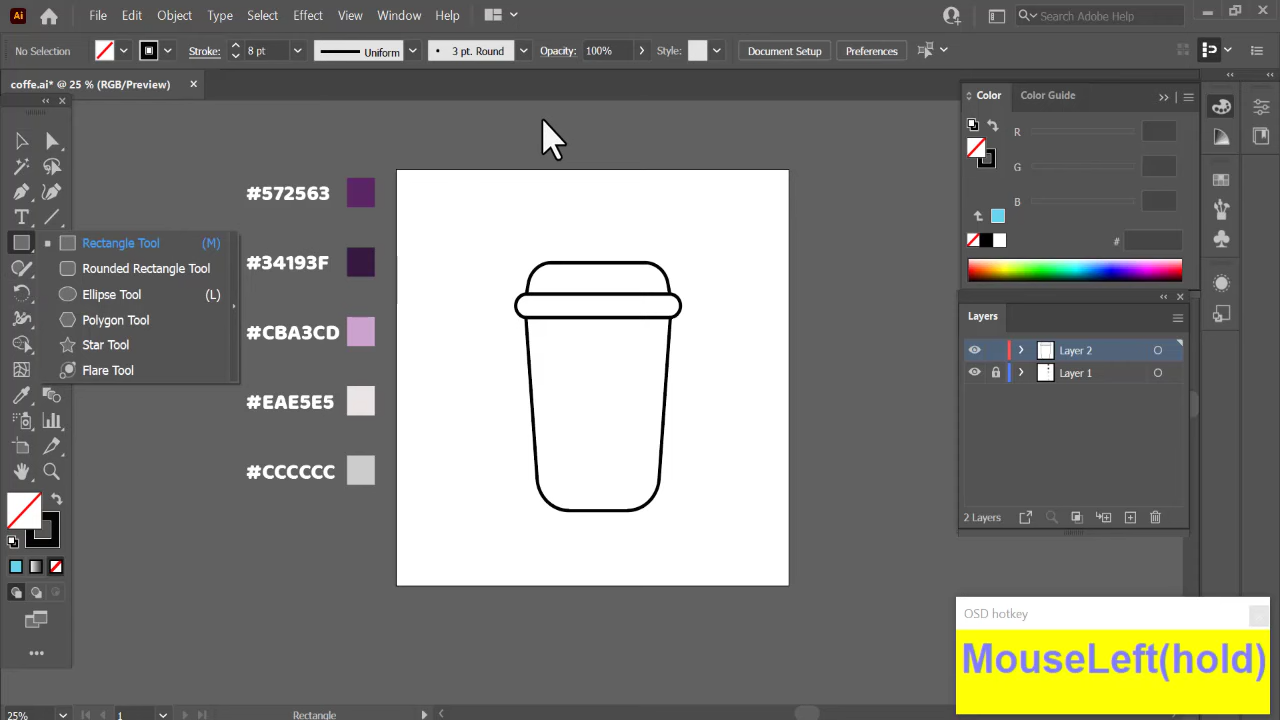 Ai File Edit Object Type Select Effect View Window Help Search Adobe Help
No Selection Stroke: 8 pt Uniform 3 pt. Round Opacity: 100% Style: Document Setup Preferences
coffe.ai* @ 25 % (RGB/Preview) ×
Color Color Guide
R
G
B
#
#572563
#34193F
#CBA3CD
#EAE5E5
#CCCCCC
T
Rectangle Tool (M)
Rounded Rectangle Tool
Ellipse Tool (L)
Polygon Tool
Star Tool
Flare Tool
Layers
Layer 2
Layer 1
2 Layers
OSD hotkey
MouseLeft(hold)
25% 1 Rectangle